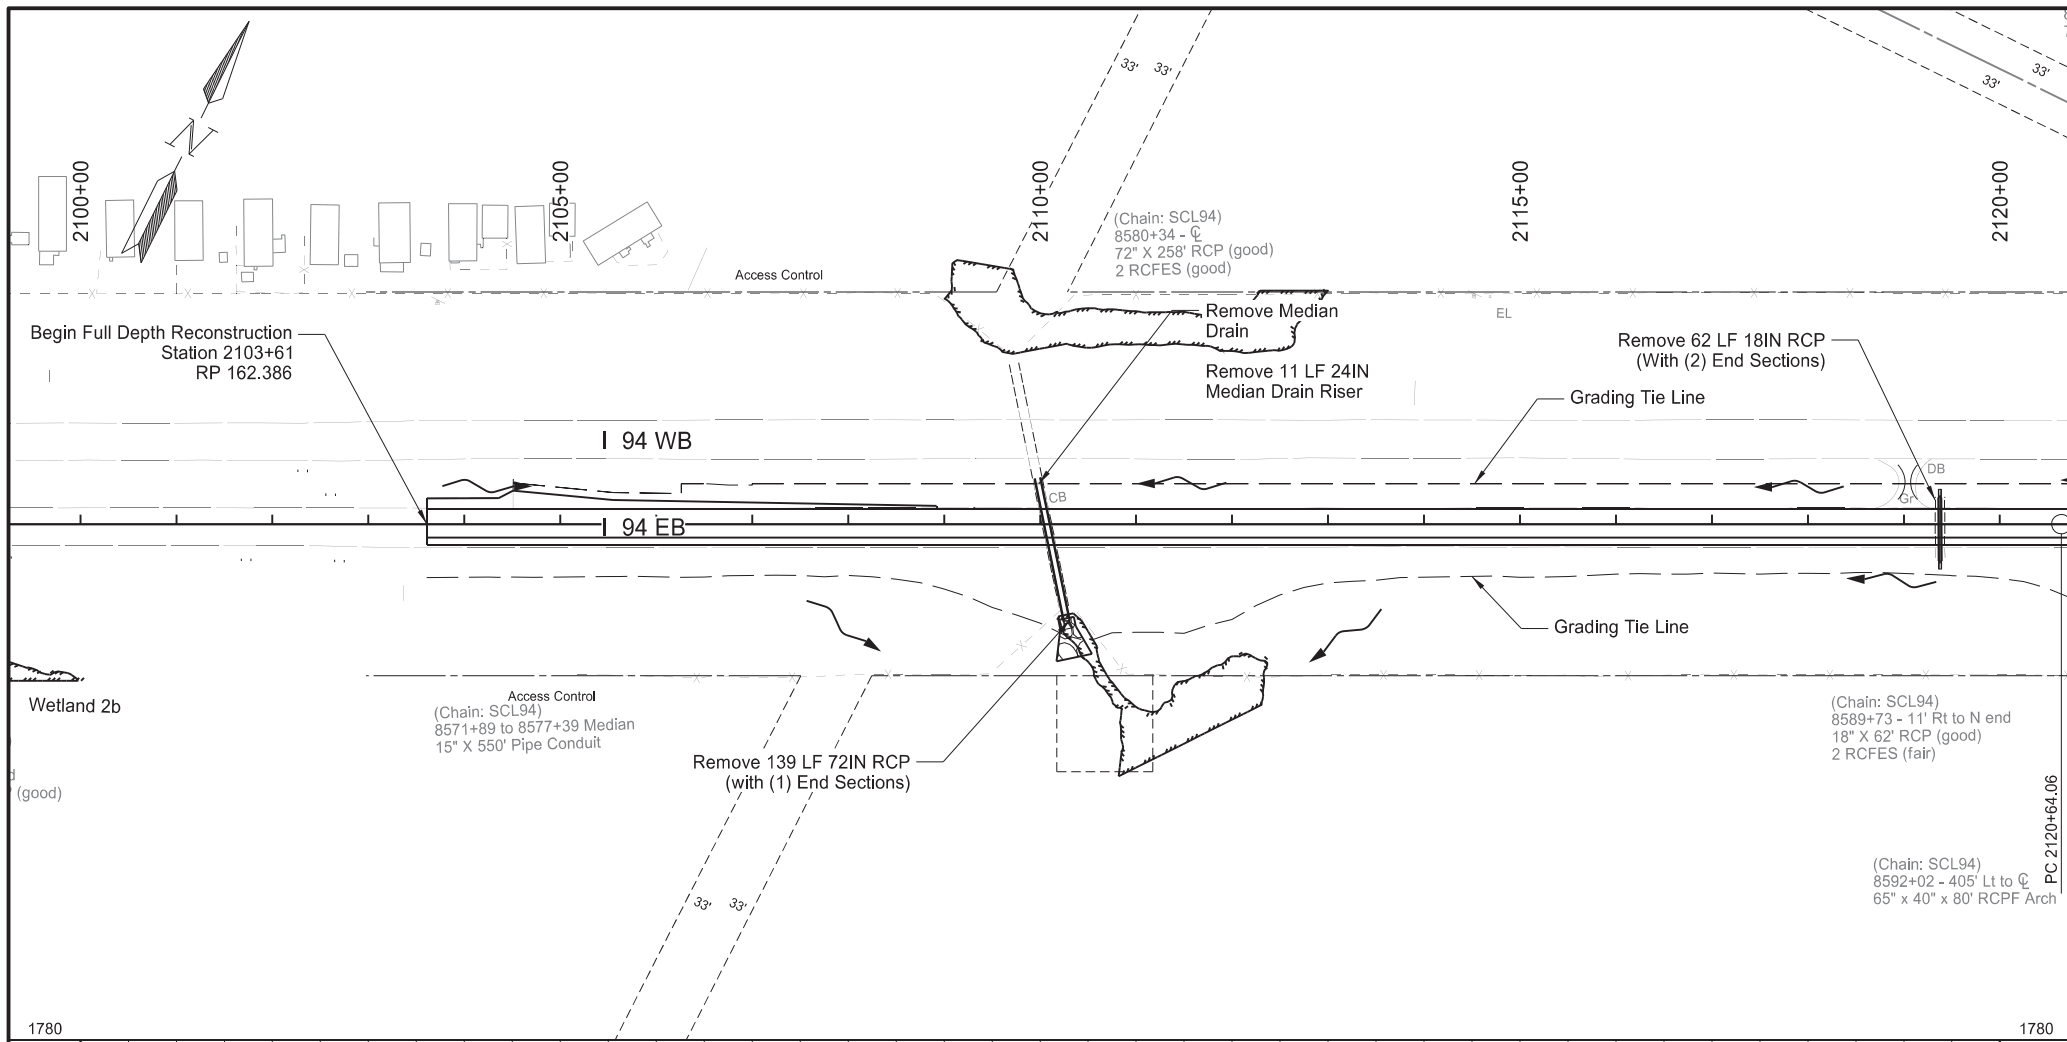 33'
33'
33'
33'
N
2100+00
2105+00
2110+00
2115+00
2120+00
(Chain: SCL94)
8580+34 - ℄
72" X 258' RCP (good)
2 RCFES (good)
Access Control
Begin Full Depth Reconstruction
Station 2103+61
RP 162.386
Remove Median
Drain
Remove 11 LF 24IN
Median Drain Riser
EL
Remove 62 LF 18IN RCP
(With (2) End Sections)
Grading Tie Line
I 94 WB
DB
Gr
CB
I 94 EB
Grading Tie Line
Wetland 2b
Access Control
(Chain: SCL94)
8571+89 to 8577+39 Median
15" X 550' Pipe Conduit
Remove 139 LF 72IN RCP
(with (1) End Sections)
(Chain: SCL94)
8589+73 - 11' Rt to N end
18" X 62' RCP (good)
2 RCFES (fair)
(good)
PC 2120+64.06
(Chain: SCL94)
8592+02 - 405' Lt to ℄
65" x 40" x 80' RCPF Arch
33'
33'
1780
1780